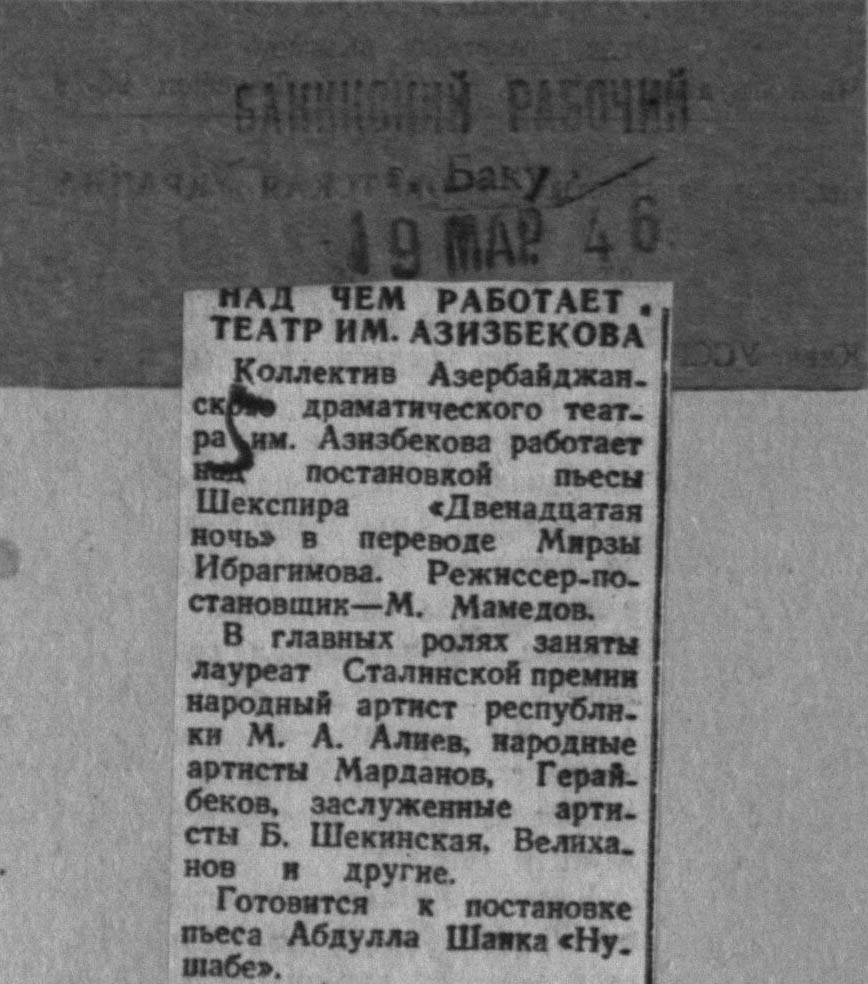 БАКИНСКИЙ РАБОЧИЙ
г. Баку
19 МАР. 46
НАД ЧЕМ РАБОТАЕТ
ТЕАТР ИМ. АЗИЗБЕКОВА
Коллектив Азербайджан-
ского драматического теат-
ра им. Азизбекова работает
над постановкой пьесы
Шекспира «Двенадцатая
ночь» в переводе Мирзы
Ибрагимова. Режиссер-по-
становщик—М. Мамедов.
В главных ролях заняты
лауреат Сталинской премии
народный артист республи-
ки М. А. Алиев, народные
артисты Марданов, Герай-
беков, заслуженные арти-
сты Б. Шекинская, Велиха-
нов и другие.
Готовится к постановке
пьеса Абдулла Шаика «Ну-
шабе».